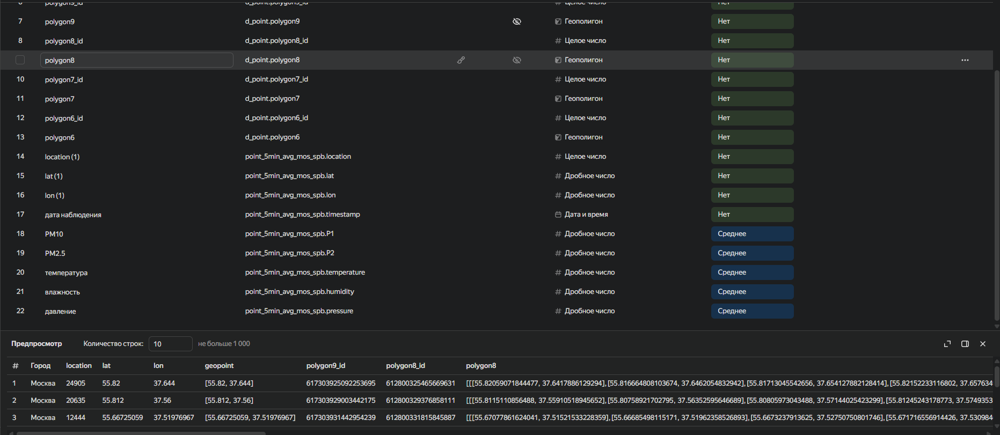 6 polygon9_id d_point.polygon9_id # Целое число Нет
7 polygon9 d_point.polygon9 Геополигон Нет
8 polygon8_id d_point.polygon8_id # Целое число Нет
polygon8 d_point.polygon8 Геополигон Нет ...
10 polygon7_id d_point.polygon7_id # Целое число Нет
11 polygon7 d_point.polygon7 Геополигон Нет
12 polygon6_id d_point.polygon6_id # Целое число Нет
13 polygon6 d_point.polygon6 Геополигон Нет
14 location (1) point_5min_avg_mos_spb.location # Целое число Нет
15 lat (1) point_5min_avg_mos_spb.lat # Дробное число Нет
16 lon (1) point_5min_avg_mos_spb.lon # Дробное число Нет
17 дата наблюдения point_5min_avg_mos_spb.timestamp Дата и время Нет
18 PM10 point_5min_avg_mos_spb.P1 # Дробное число Среднее
19 PM2.5 point_5min_avg_mos_spb.P2 # Дробное число Среднее
20 температура point_5min_avg_mos_spb.temperature # Дробное число Среднее
21 влажность point_5min_avg_mos_spb.humidity # Дробное число Среднее
22 давление point_5min_avg_mos_spb.pressure # Дробное число Среднее
Предпросмотр Количество строк: 10 не больше 1 000
# Город location lat lon geopoint polygon9_id polygon8_id polygon8
1 Москва 24905 55.82 37.644 [55.82, 37.644] 617303925092253695 612800325465669631 [[[55.82059071844477, 37.6417886129294],[55.816664808103674, 37.6462054832942],[55.81713045542656, 37.654127882128414],[55.82152233116802, 37.657634
2 Москва 20635 55.812 37.56 [55.812, 37.56] 617303929003442175 612800329376858111 [[[55.8115110856488, 37.55910518945652],[55.80758921702795, 37.56352595646689],[55.80805973043488, 37.57144025423299],[55.81245243178773, 37.5749353
3 Москва 12444 55.66725059 37.51976967 [55.66725059, 37.51976967] 617303931442954239 612800331815845887 [[[55.67077861624041, 37.51521533228359],[55.66685498115171, 37.51962358526893],[55.6673237913625, 37.52750750801746],[55.671716556914426, 37.530984